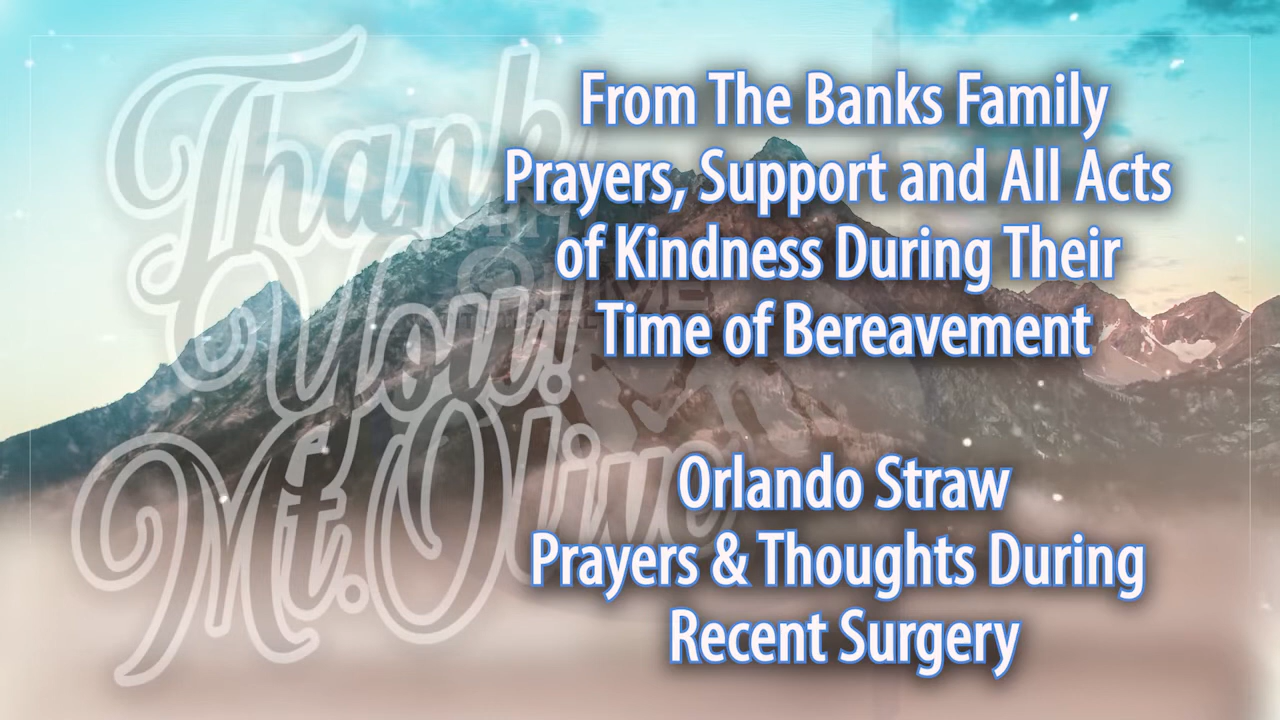 Thank
You!
Mt. Olive
From The Banks Family
Prayers, Support and All Acts
of Kindness During Their
Time of Bereavement
Orlando Straw
Prayers & Thoughts During
Recent Surgery